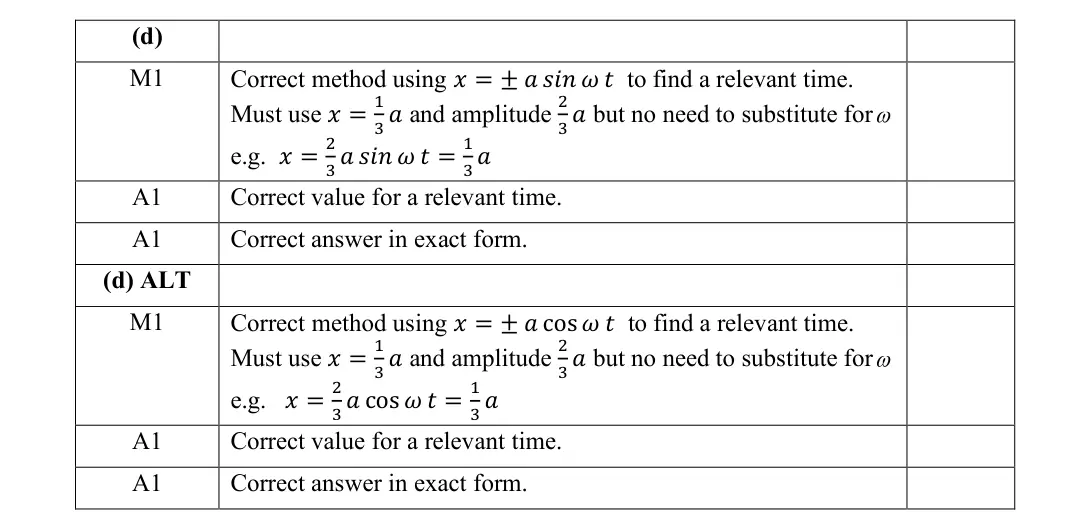 (d)
M1 Correct method using x = ± a sin ω t to find a relevant time.
Must use x = 1/3 a and amplitude 2/3 a but no need to substitute for ω
e.g. x = 2/3 a sin ω t = 1/3 a
A1 Correct value for a relevant time.
A1 Correct answer in exact form.
(d) ALT
M1 Correct method using x = ± a cos ω t to find a relevant time.
Must use x = 1/3 a and amplitude 2/3 a but no need to substitute for ω
e.g. x = 2/3 a cos ω t = 1/3 a
A1 Correct value for a relevant time.
A1 Correct answer in exact form.